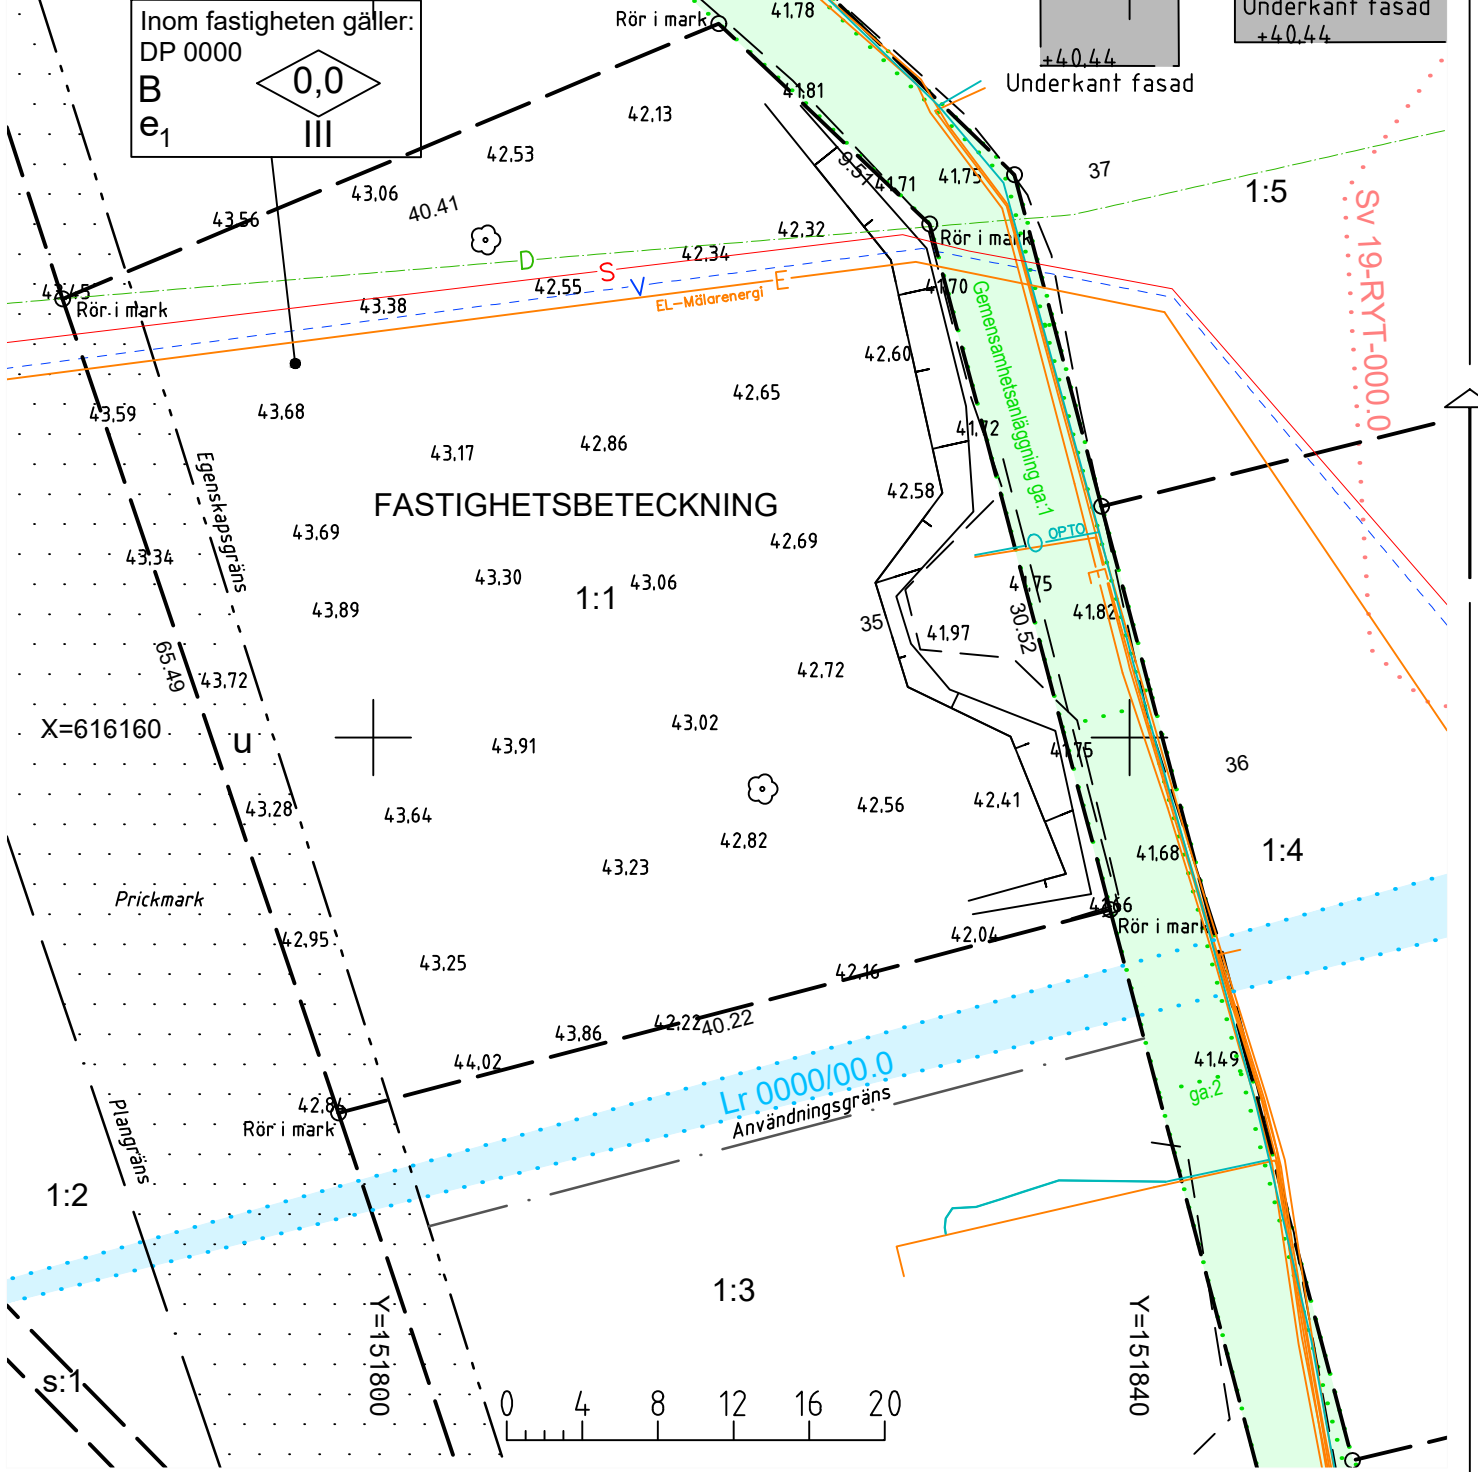 Inom fastigheten gäller:
DP 0000
B
e1
0,0
III
Rör i mark
41,78
+40,44
Underkant fasad
Underkant fasad
+40,44
41,81
42,13
42,53
43,06
43,56
40.41
9.51
41,71
41,75
37
1:5
Sv 19-RYT-000.0
42,32
42,34
Rör i mark
D
S
V
E
EL-Mälarenergi
42,55
43,38
Rör i mark
41,70
42,60
Gemensamhetsanläggning ga:1
43,59
43,68
42,65
41,72
43,17
42,86
Egenskapsgräns
FASTIGHETSBETECKNING
42,58
43,69
42,69
O OPTO
E
43,34
43,30
43,06
1:1
43,89
41,75
41,82
35
41,97
30.52
65.49
43,72
42,72
X=616160
u
43,02
43,91
41,75
36
43,28
43,64
42,56
42,41
42,82
43,23
41,68
1:4
Prickmark
Rör i mark
42,95
42,04
43,25
42,16
43,86
42,22
40.22
44,02
41,49
Lr 0000/00.0
ga:2
Användningsgräns
Rör i mark
Plangräns
1:2
1:3
Y=151800
Y=151840
s:1
0 4 8 12 16 20